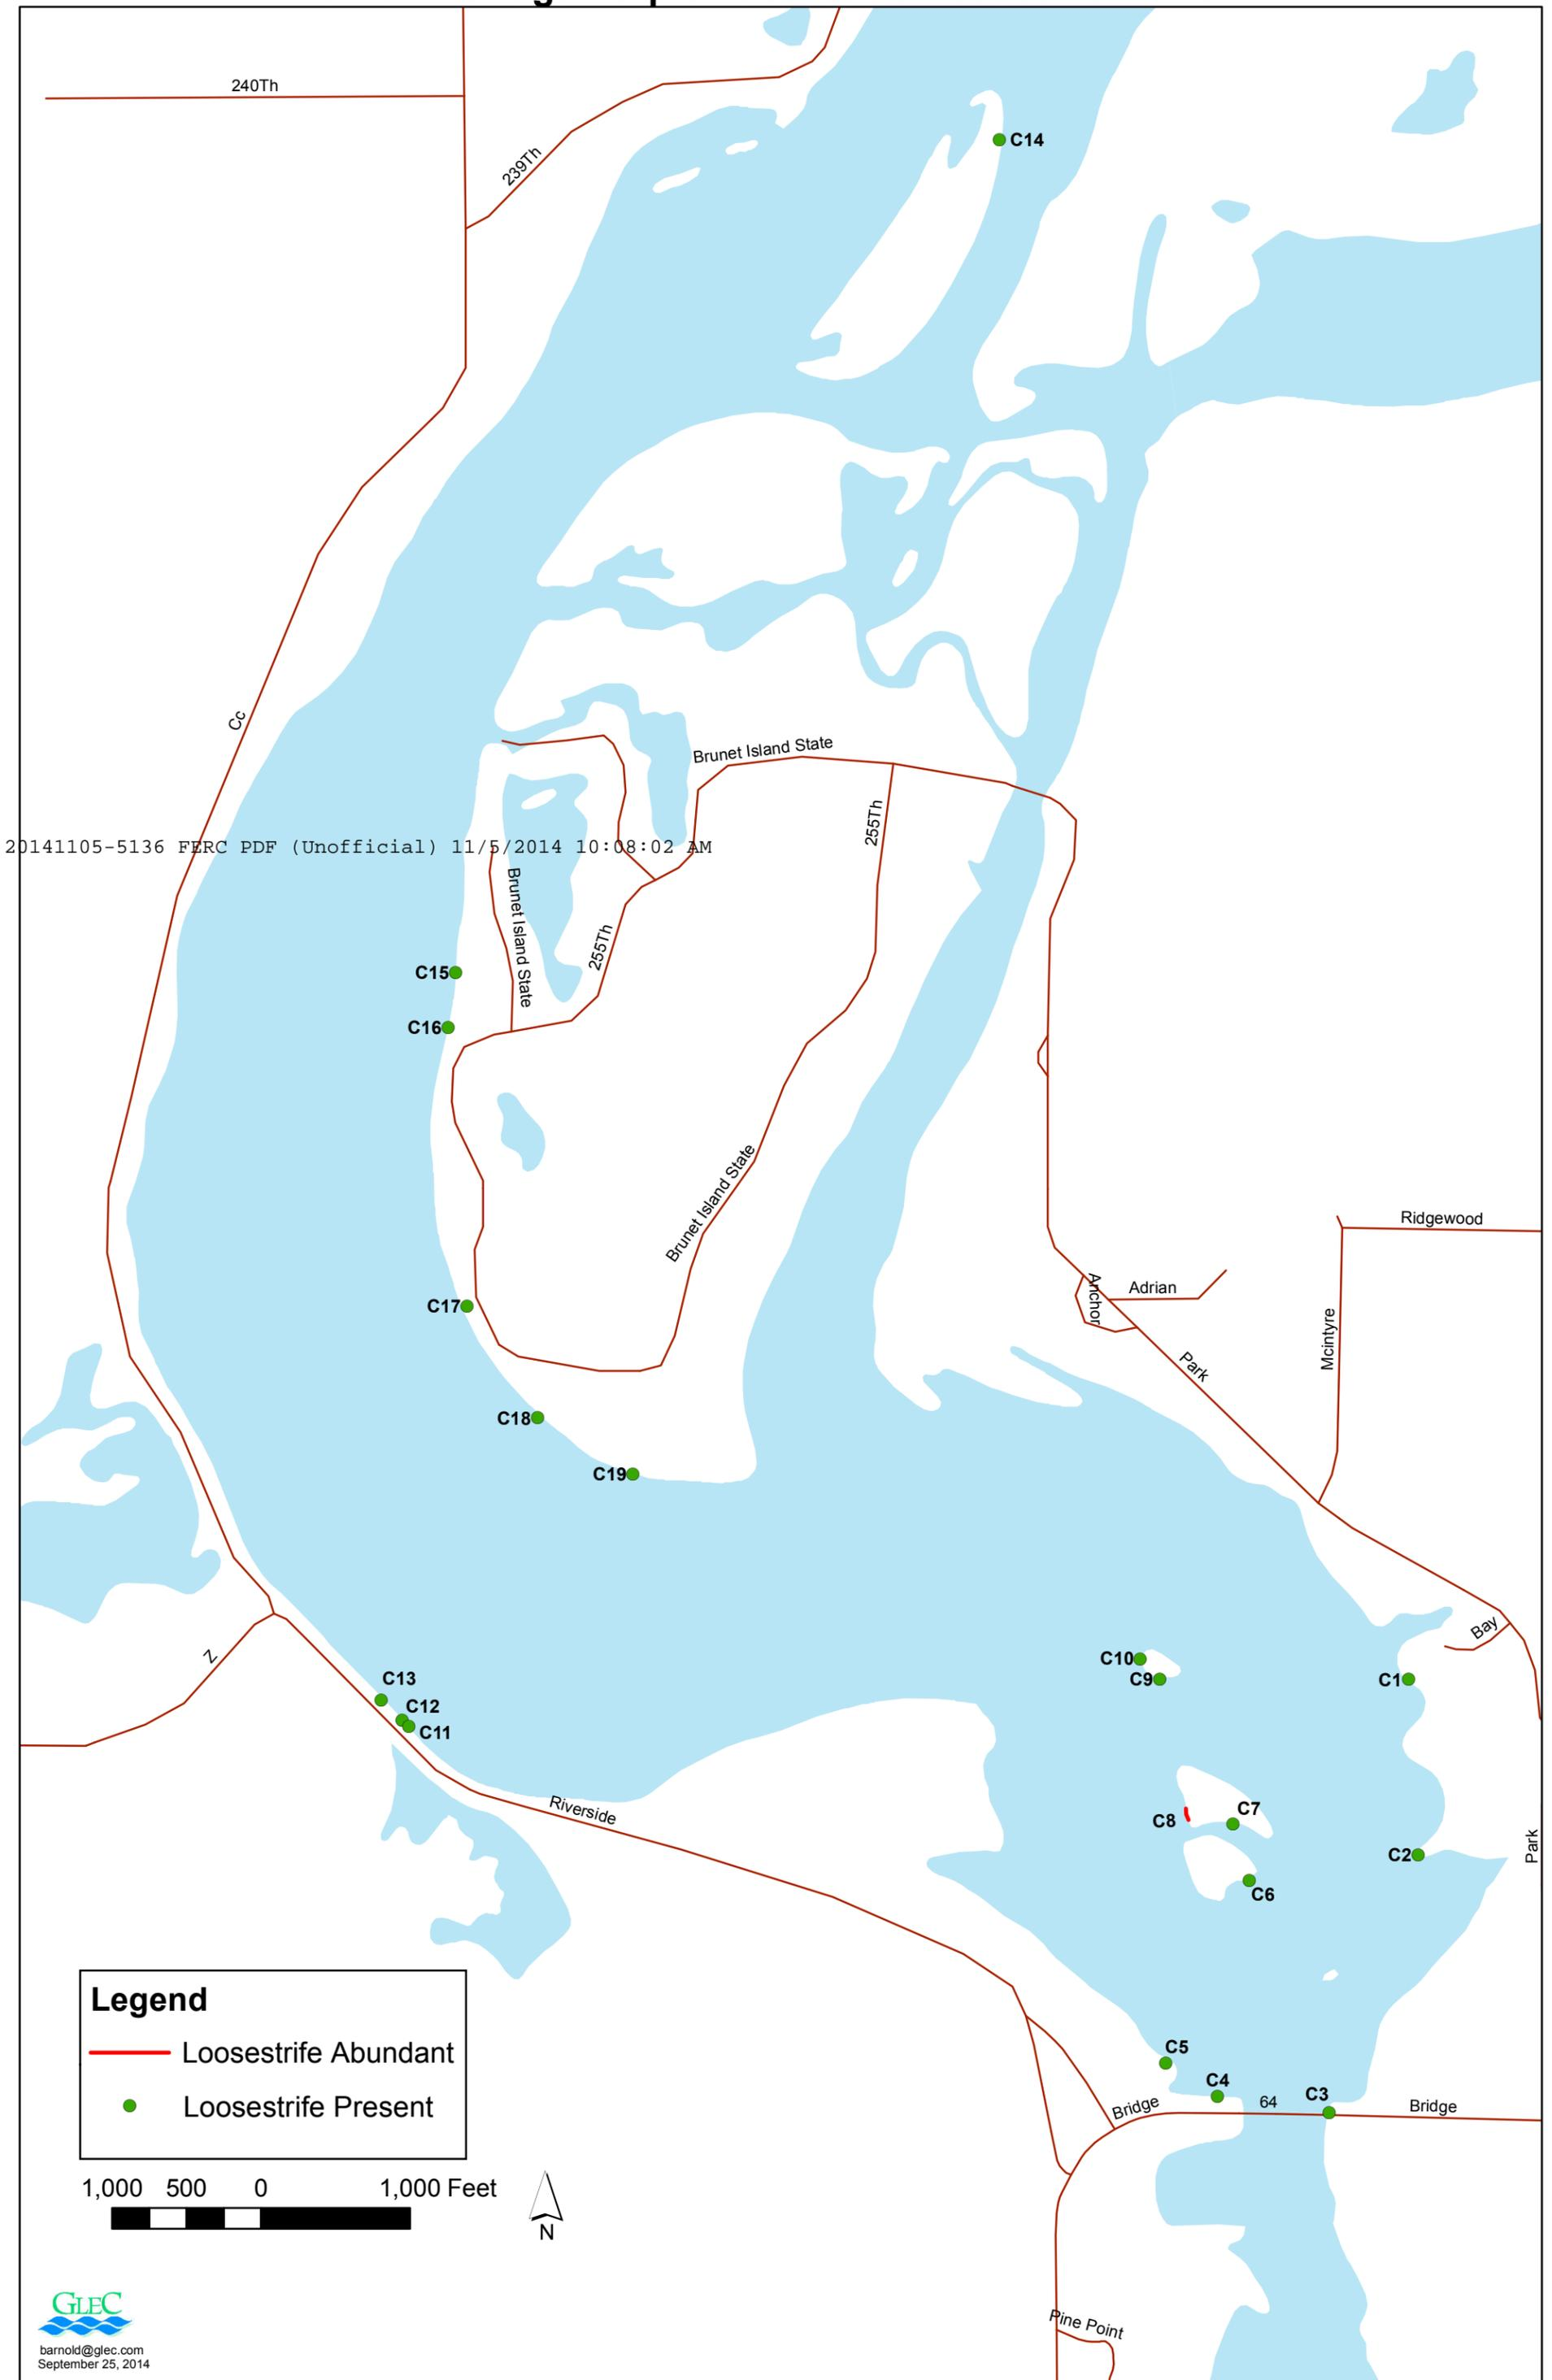 240Th
239Th
C14
Cc
Brunet Island State
255Th
20141105-5136 FERC PDF (Unofficial) 11/5/2014 10:08:02 AM
Brunet Island State
255Th
C15
C16
Brunet Island State
Ridgewood
Anchor
Adrian
C17
Mcintyre
Park
C18
C19
Bay
Z
C10
C9
C1
C13
C12
C11
Riverside
C8
C7
C2
Park
C6
Legend
Loosestrife Abundant
Loosestrife Present
C5
C4
C3
Bridge
64
Bridge
1,000 500 0 1,000 Feet
N
GLEC
barnold@glec.com
September 25, 2014
Pine Point